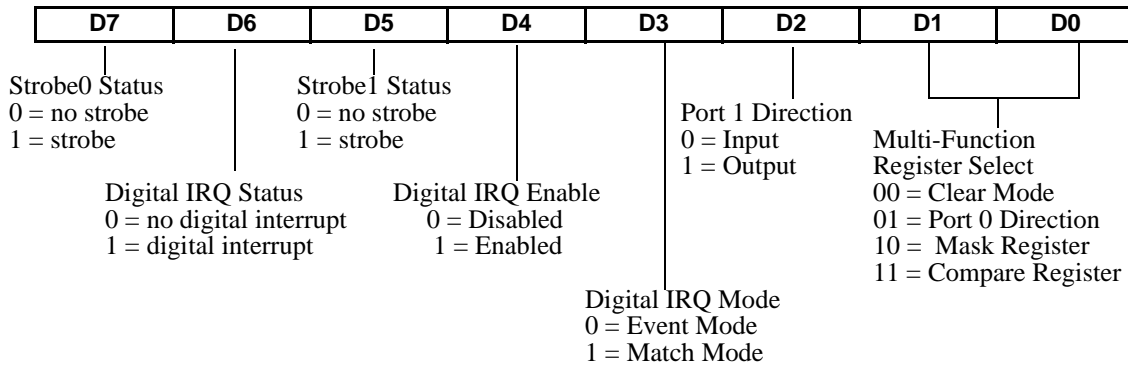 D7 D6 D5 D4 D3 D2 D1 D0
Strobe0 Status
0 = no strobe
1 = strobe
Strobe1 Status
0 = no strobe
1 = strobe
Port 1 Direction
0 = Input
1 = Output
Multi-Function
Register Select
00 = Clear Mode
01 = Port 0 Direction
10 = Mask Register
11 = Compare Register
Digital IRQ Status
0 = no digital interrupt
1 = digital interrupt
Digital IRQ Enable
0 = Disabled
1 = Enabled
Digital IRQ Mode
0 = Event Mode
1 = Match Mode